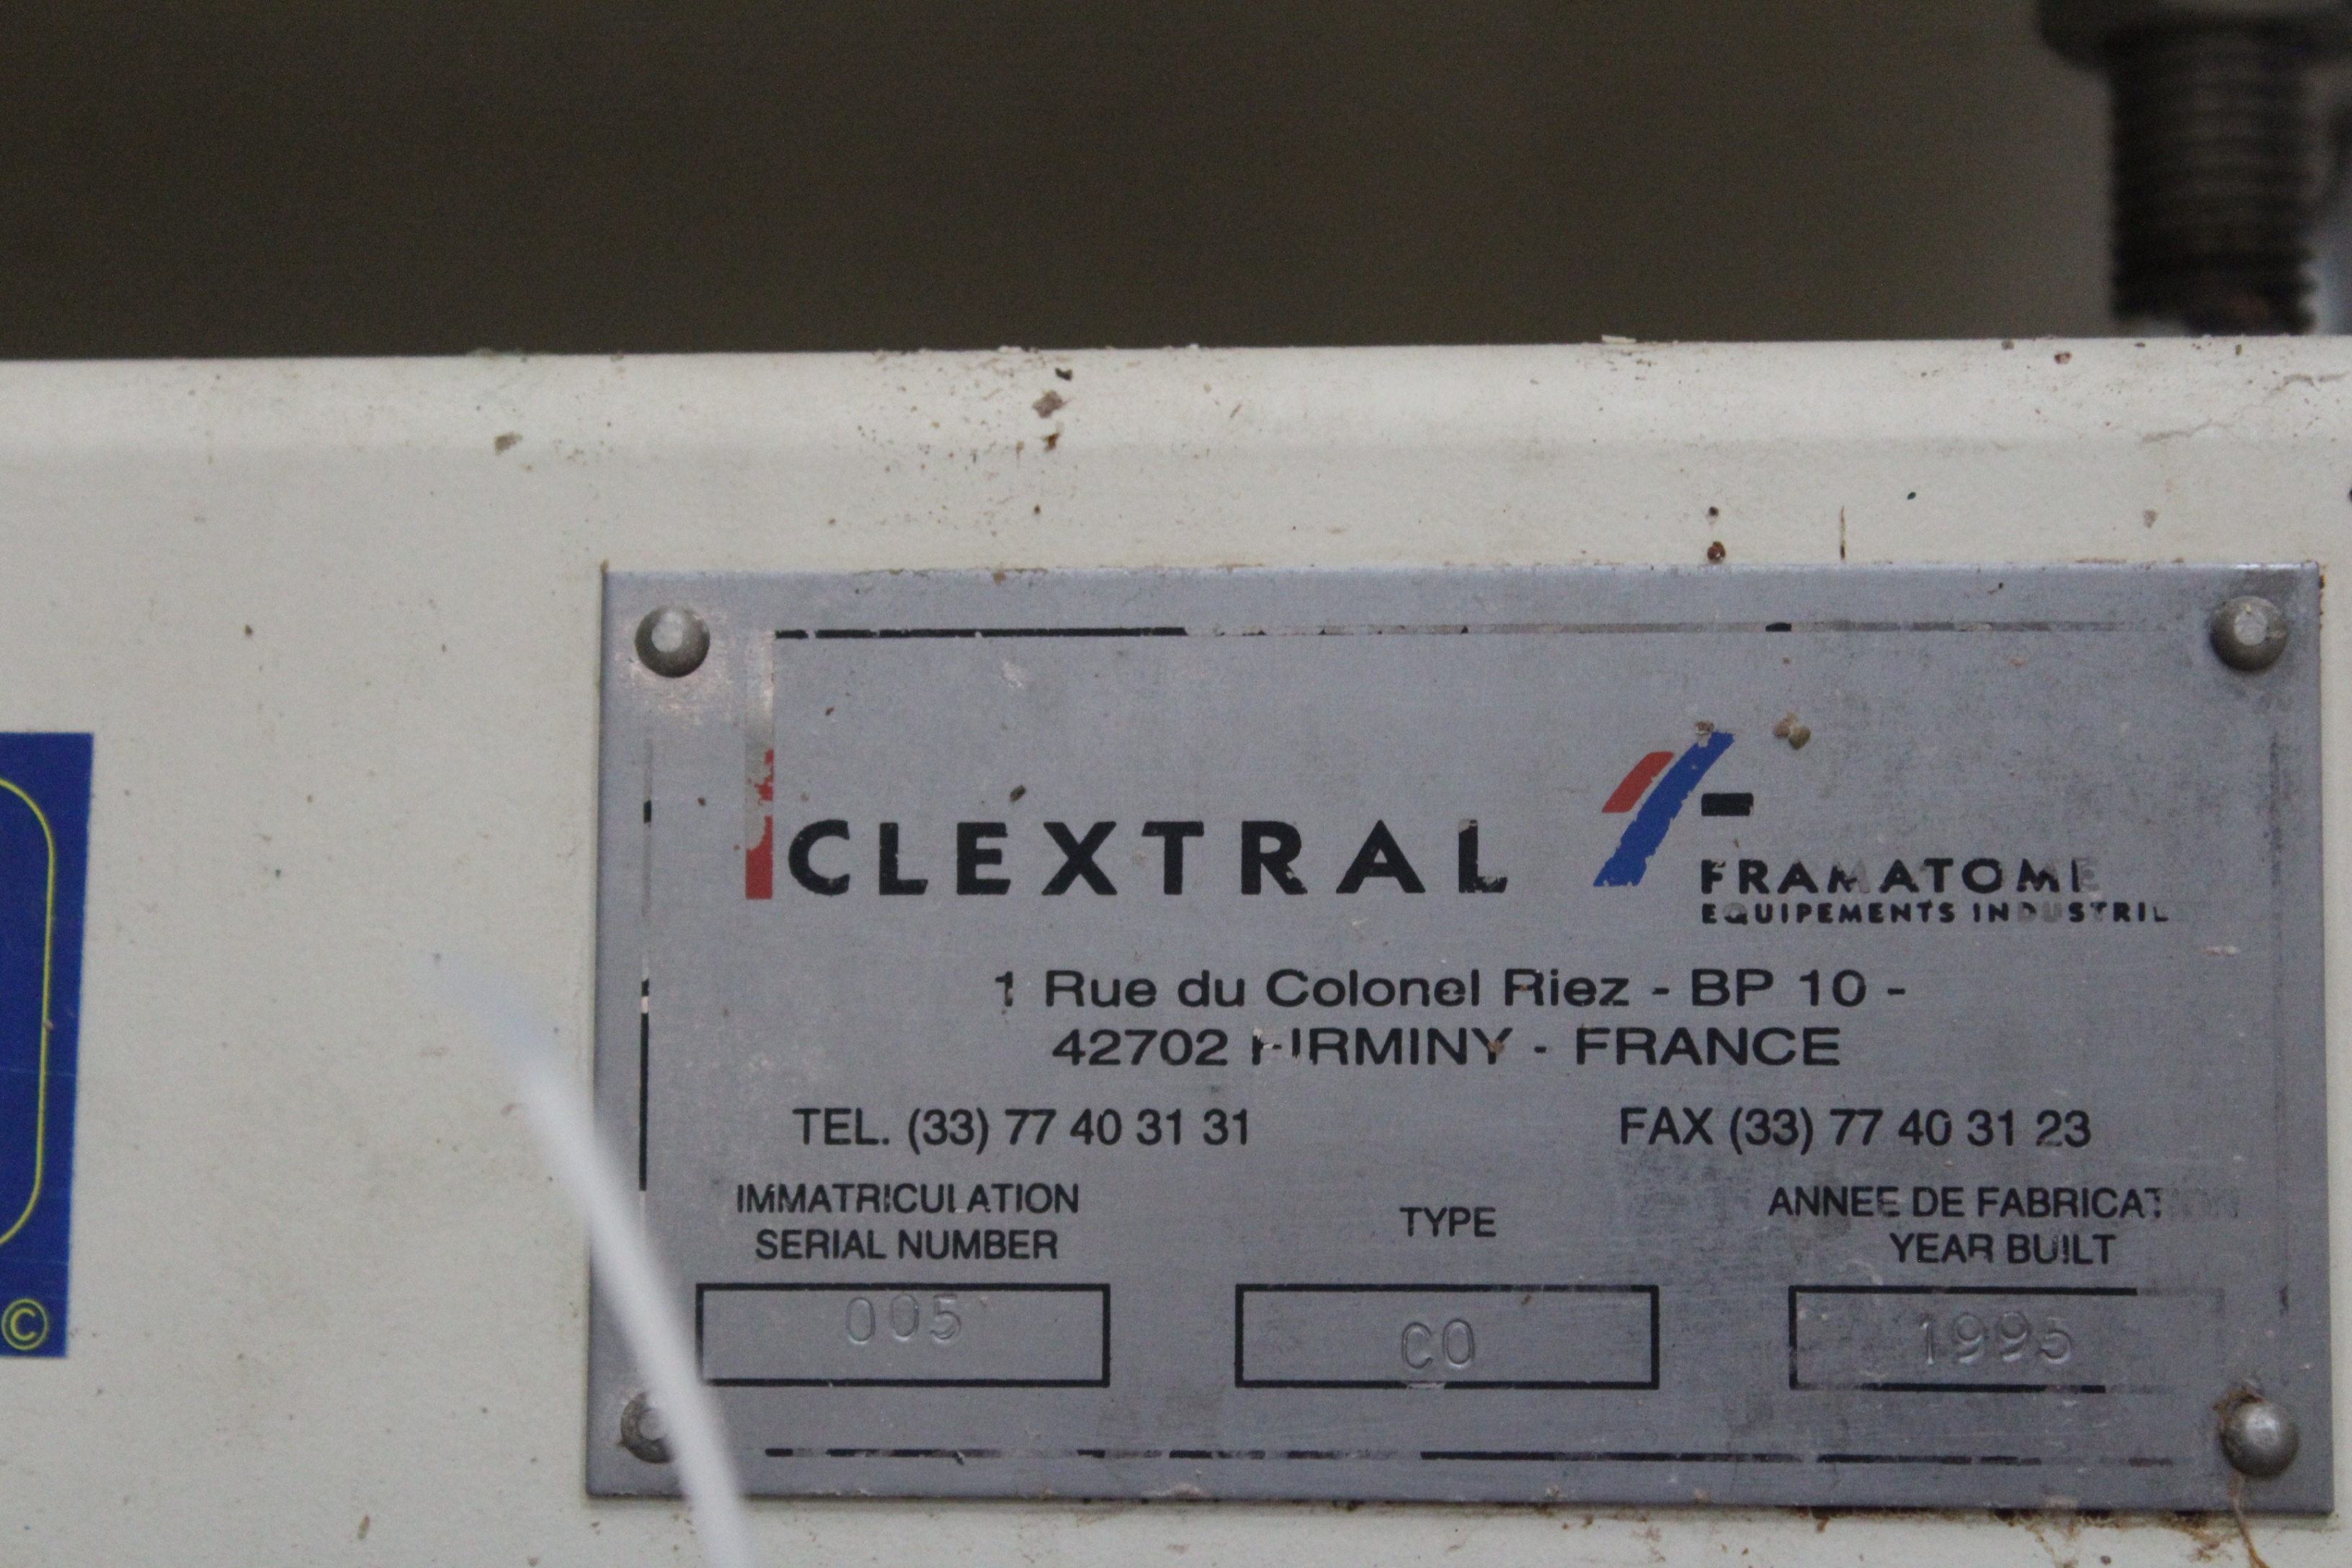 CLEXTRAL
FRAMATOME
EQUIPEMENTS INDUSTRIL
1 Rue du Colonel Riez - BP 10 -
42702 FIRMINY - FRANCE
TEL. (33) 77 40 31 31 FAX (33) 77 40 31 23
IMMATRICULATION
SERIAL NUMBER
TYPE
ANNEE DE FABRICATION
YEAR BUILT
005 CO 1995
©